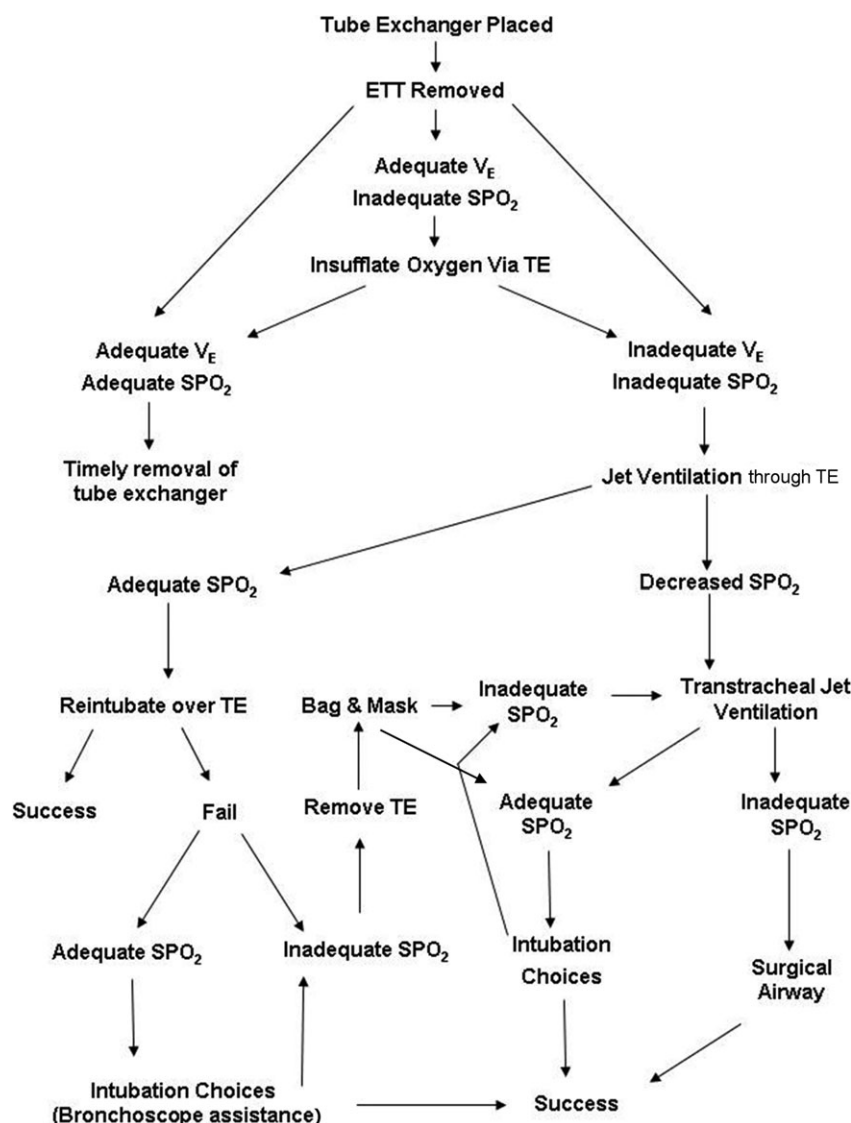 Tube Exchanger Placed
ETT Removed
Adequate V_E
Inadequate SPO₂
Insufflate Oxygen Via TE
Adequate V_E
Adequate SPO₂
Inadequate V_E
Inadequate SPO₂
Timely removal of
tube exchanger
Jet Ventilation through TE
Adequate SPO₂
Decreased SPO₂
Reintubate over TE
Bag & Mask
Inadequate
SPO₂
Transtracheal Jet
Ventilation
Success
Fail
Remove TE
Adequate
SPO₂
Inadequate
SPO₂
Adequate SPO₂
Inadequate SPO₂
Intubation
Choices
Surgical
Airway
Intubation Choices
(Bronchoscope assistance)
Success